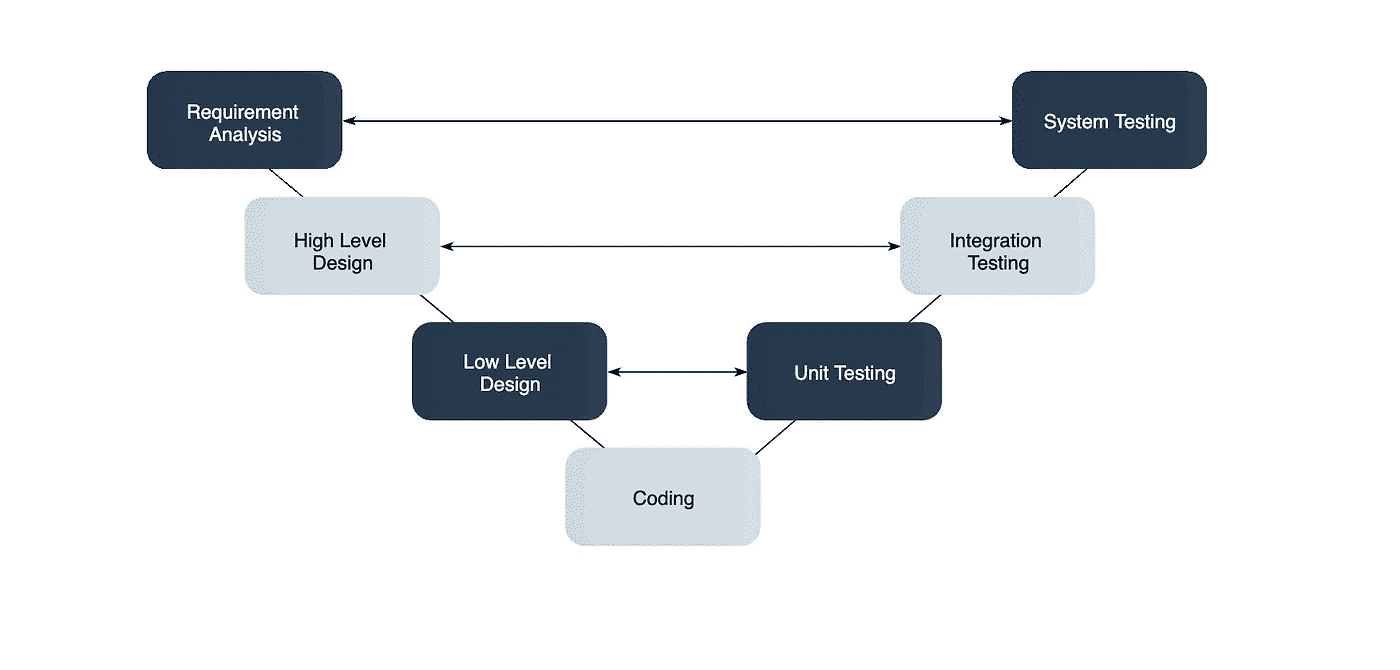 Requirement
Analysis
System Testing
High Level
Design
Integration
Testing
Low Level
Design
Unit Testing
Coding